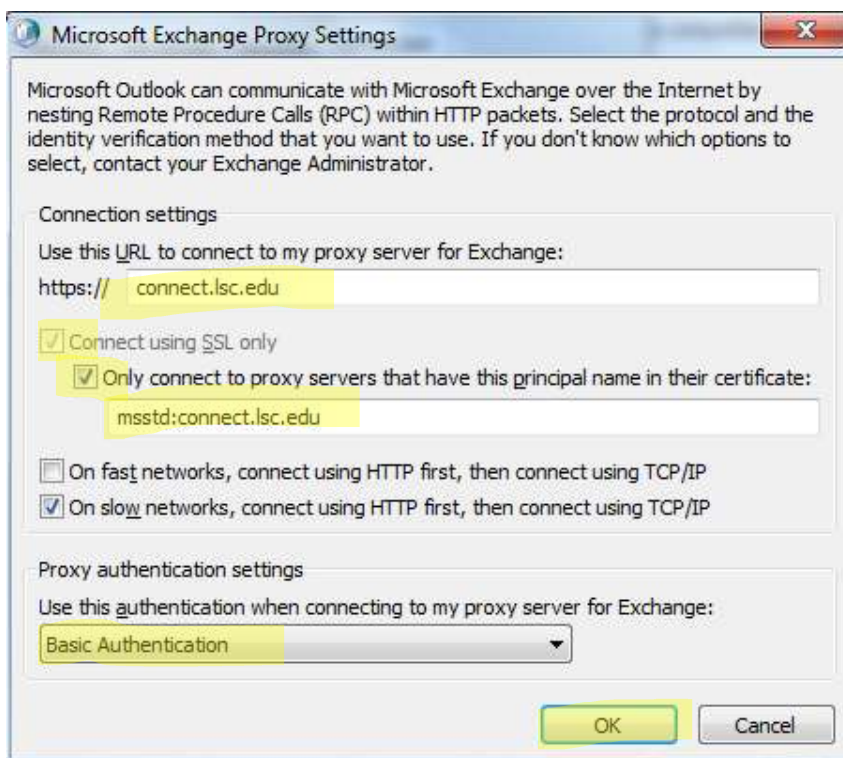 Microsoft Exchange Proxy Settings
Microsoft Outlook can communicate with Microsoft Exchange over the Internet by
nesting Remote Procedure Calls (RPC) within HTTP packets. Select the protocol and the
identity verification method that you want to use. If you don't know which options to
select, contact your Exchange Administrator.
Connection settings
Use this URL to connect to my proxy server for Exchange:
https:// connect.lsc.edu
Connect using SSL only
Only connect to proxy servers that have this principal name in their certificate:
msstd:connect.lsc.edu
On fast networks, connect using HTTP first, then connect using TCP/IP
On slow networks, connect using HTTP first, then connect using TCP/IP
Proxy authentication settings
Use this authentication when connecting to my proxy server for Exchange:
Basic Authentication
OK Cancel